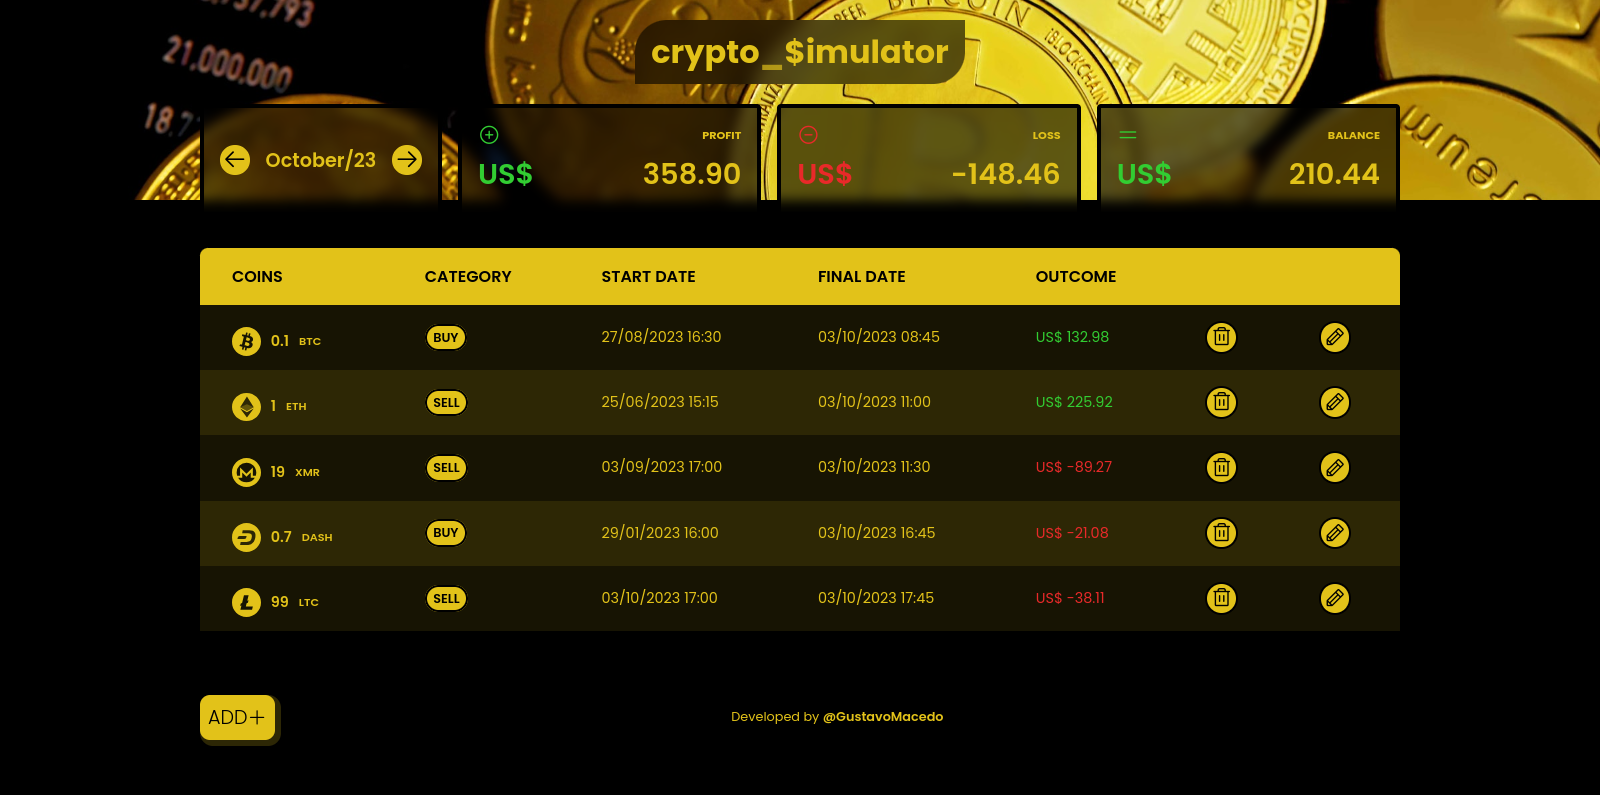 21,000,000
BITCOIN
crypto_$imulator
October/23
PROFIT
US$ 358.90
LOSS
US$ -148.46
BALANCE
US$ 210.44
COINS CATEGORY START DATE FINAL DATE OUTCOME
0.1 BTC BUY 27/08/2023 16:30 03/10/2023 08:45 US$ 132.98
1 ETH SELL 25/06/2023 15:15 03/10/2023 11:00 US$ 225.92
19 XMR SELL 03/09/2023 17:00 03/10/2023 11:30 US$ -89.27
0.7 DASH BUY 29/01/2023 16:00 03/10/2023 16:45 US$ -21.08
99 LTC SELL 03/10/2023 17:00 03/10/2023 17:45 US$ -38.11
ADD+
Developed by @GustavoMacedo